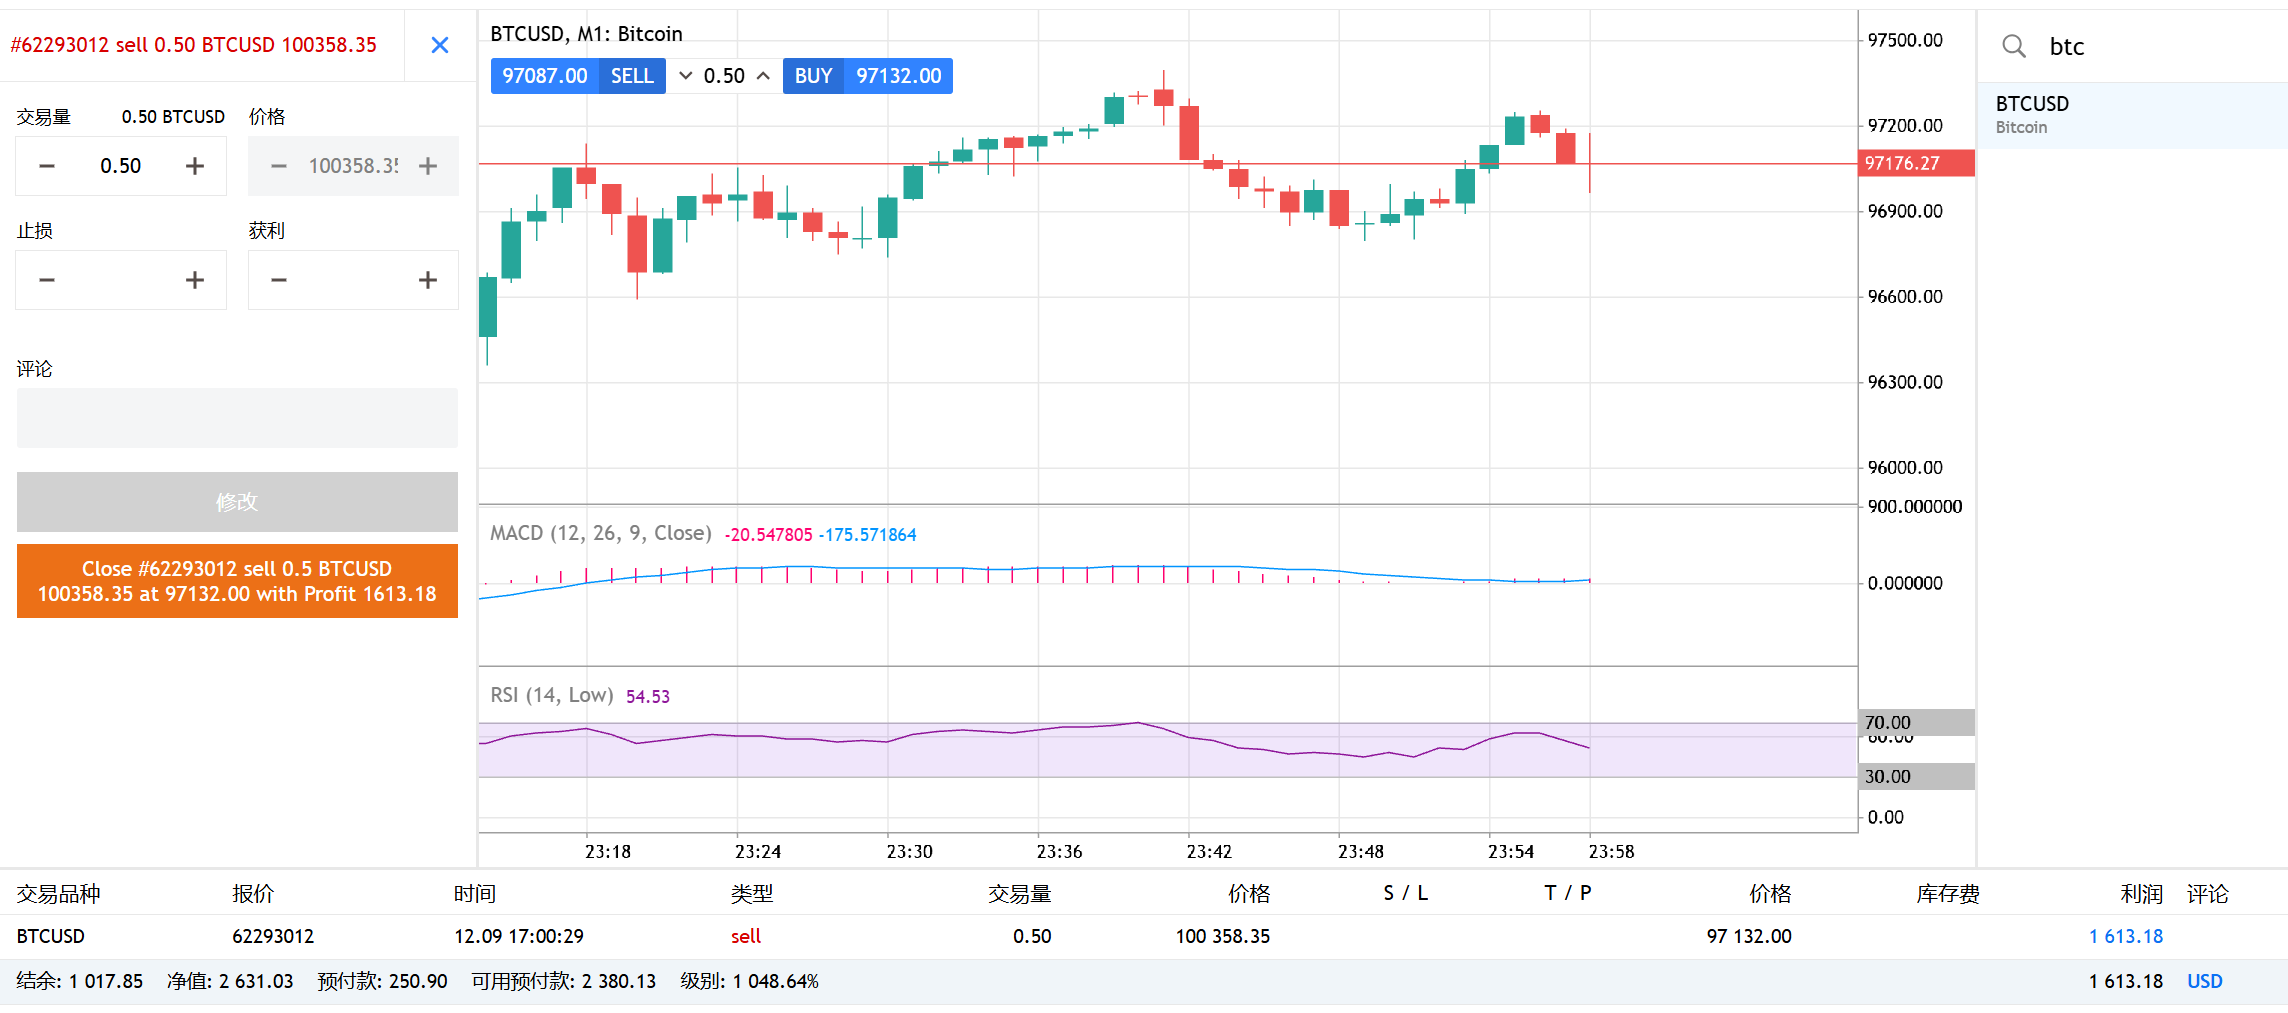 #62293012 sell 0.50 BTCUSD 100358.35
交易量 0.50 BTCUSD 价格
0.50 100358.35
止损 获利
评论
修改
Close #62293012 sell 0.5 BTCUSD
100358.35 at 97132.00 with Profit 1613.18
BTCUSD, M1: Bitcoin
97087.00 SELL 0.50 BUY 97132.00
97500.00
97200.00
97176.27
96900.00
96600.00
96300.00
96000.00
MACD (12, 26, 9, Close) -20.547805 -175.571864
900.000000
0.000000
RSI (14, Low) 54.53
70.00
60.00
30.00
0.00
23:18 23:24 23:30 23:36 23:42 23:48 23:54 23:58
btc
BTCUSD
Bitcoin
交易品种 报价 时间 类型 交易量 价格 S / L T / P 价格 库存费 利润 评论
BTCUSD 62293012 12.09 17:00:29 sell 0.50 100 358.35 97 132.00 1 613.18
结余: 1 017.85 净值: 2 631.03 预付款: 250.90 可用预付款: 2 380.13 级别: 1 048.64% 1 613.18 USD